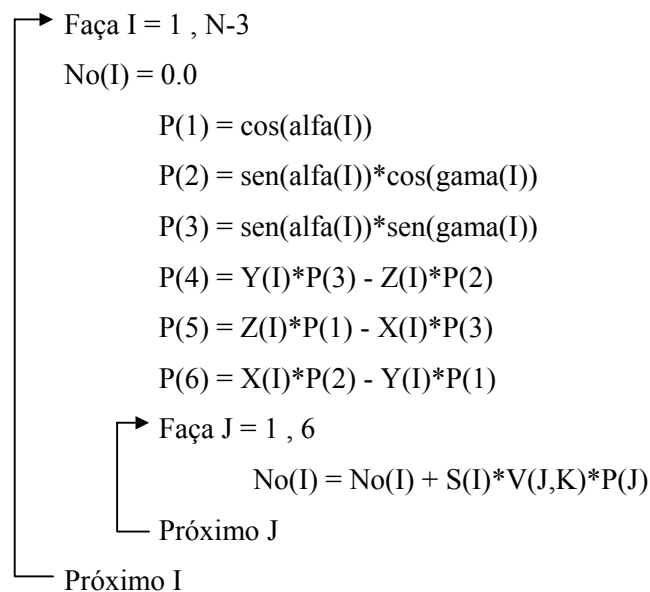 Faça I = 1 , N-3
No(I) = 0.0
P(1) = cos(alfa(I))
P(2) = sen(alfa(I))*cos(gama(I))
P(3) = sen(alfa(I))*sen(gama(I))
P(4) = Y(I)*P(3) - Z(I)*P(2)
P(5) = Z(I)*P(1) - X(I)*P(3)
P(6) = X(I)*P(2) - Y(I)*P(1)
Faça J = 1 , 6
No(I) = No(I) + S(I)*V(J,K)*P(J)
Próximo J
Próximo I